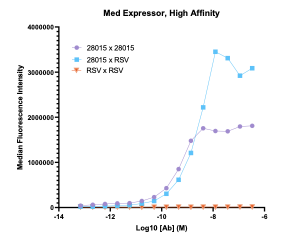 Med Expressor, High Affinity
4000000
3000000
2000000
1000000
0
Median Fluorescence Intensity
28015 x 28015
28015 x RSV
RSV x RSV
-14
-12
-10
-8
-6
Log10 [Ab] (M)